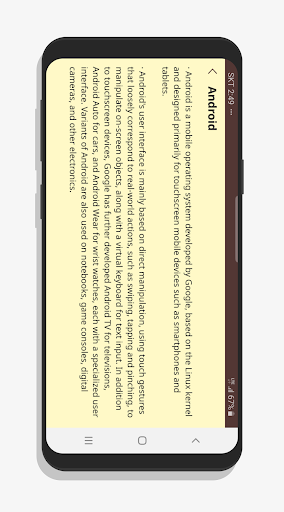 SKT 2:49 ···
LTE 67%
Android
· Android is a mobile operating system developed by Google, based on the Linux kernel
and designed primarily for touchscreen mobile devices such as smartphones and
tablets.
· Android's user interface is mainly based on direct manipulation, using touch gestures
that loosely correspond to real-world actions, such as swiping, tapping and pinching, to
manipulate on-screen objects, along with a virtual keyboard for text input. In addition
to touchscreen devices, Google has further developed Android TV for televisions,
Android Auto for cars, and Android Wear for wrist watches, each with a specialized user
interface. Variants of Android are also used on notebooks, game consoles, digital
cameras, and other electronics.